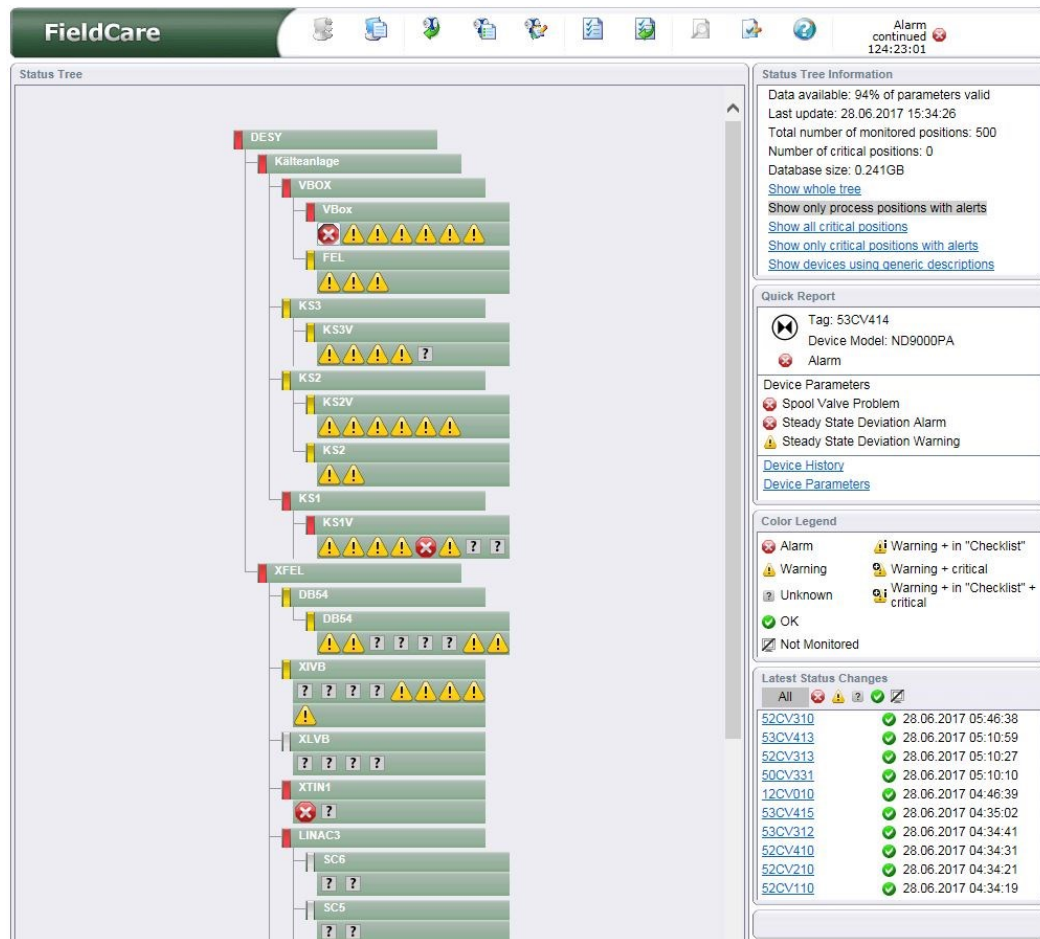 FieldCare
Alarm
continued
124:23:01
Status Tree
DESY
Kälteanlage
VBOX
VBox
FEL
KS3
KS3V
?
KS2
KS2V
KS2
KS1
KS1V
? ?
XFEL
DB54
DB54
? ? ? ?
XIVB
? ? ? ?
XLVB
? ? ? ?
XTIN1
?
LINAC3
SC6
? ?
SC5
? ?
Status Tree Information
Data available: 94% of parameters valid
Last update: 28.06.2017 15:34:26
Total number of monitored positions: 500
Number of critical positions: 0
Database size: 0.241GB
Show whole tree
Show only process positions with alerts
Show all critical positions
Show only critical positions with alerts
Show devices using generic descriptions
Quick Report
Tag: 53CV414
Device Model: ND9000PA
Alarm
Device Parameters
Spool Valve Problem
Steady State Deviation Alarm
Steady State Deviation Warning
Device History
Device Parameters
Color Legend
Alarm
Warning + in "Checklist"
Warning
Warning + critical
Unknown
Warning + in "Checklist" +
critical
OK
Not Monitored
Latest Status Changes
All
52CV310 28.06.2017 05:46:38
53CV413 28.06.2017 05:10:59
52CV313 28.06.2017 05:10:27
50CV331 28.06.2017 05:10:10
12CV010 28.06.2017 04:46:39
53CV415 28.06.2017 04:35:02
53CV312 28.06.2017 04:34:41
52CV410 28.06.2017 04:34:31
52CV210 28.06.2017 04:34:21
52CV110 28.06.2017 04:34:19